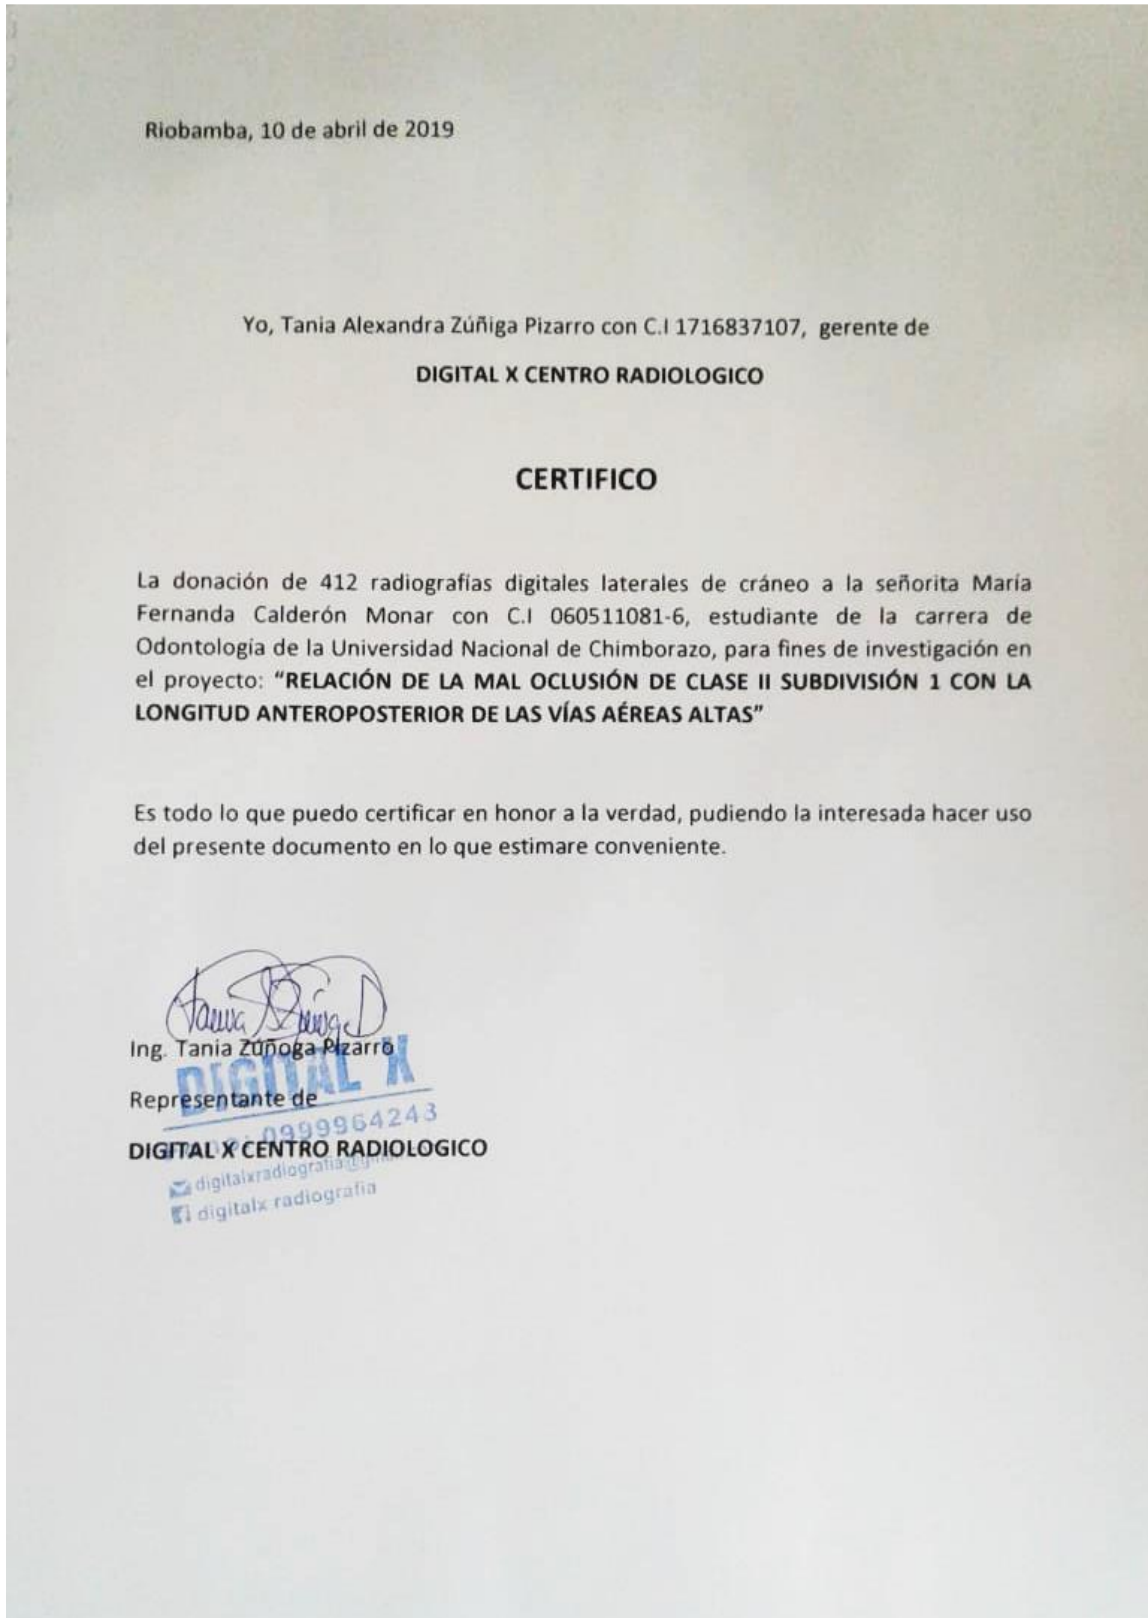 Riobamba, 10 de abril de 2019
Yo, Tania Alexandra Zúñiga Pizarro con C.I 1716837107, gerente de
DIGITAL X CENTRO RADIOLOGICO
CERTIFICO
La donación de 412 radiografías digitales laterales de cráneo a la señorita María
Fernanda Calderón Monar con C.I 060511081-6, estudiante de la carrera de
Odontología de la Universidad Nacional de Chimborazo, para fines de investigación en
el proyecto: “RELACIÓN DE LA MAL OCLUSIÓN DE CLASE II SUBDIVISIÓN 1 CON LA
LONGITUD ANTEROPOSTERIOR DE LAS VÍAS AÉREAS ALTAS”
Es todo lo que puedo certificar en honor a la verdad, pudiendo la interesada hacer uso
del presente documento en lo que estimare conveniente.
Ing. Tania Zúñoga Pizarro
DIGITAL X
Representante de
0999964243
DIGITAL X CENTRO RADIOLOGICO
digitalxradiografia
digitalx radiografia